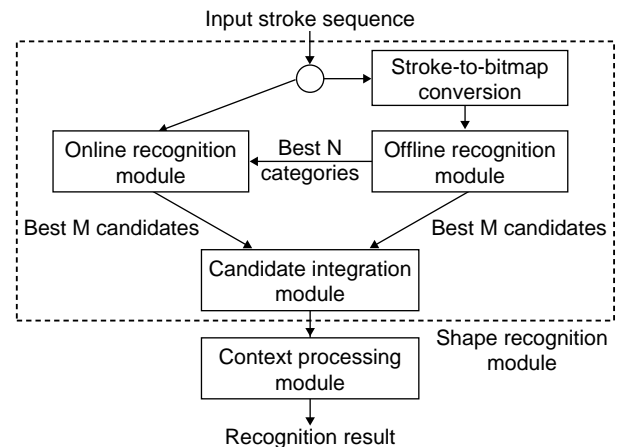 Input stroke sequence
Stroke-to-bitmap
conversion
Online recognition
module
Best N
categories
Offline recognition
module
Best M candidates
Best M candidates
Candidate integration
module
Shape recognition
module
Context processing
module
Recognition result